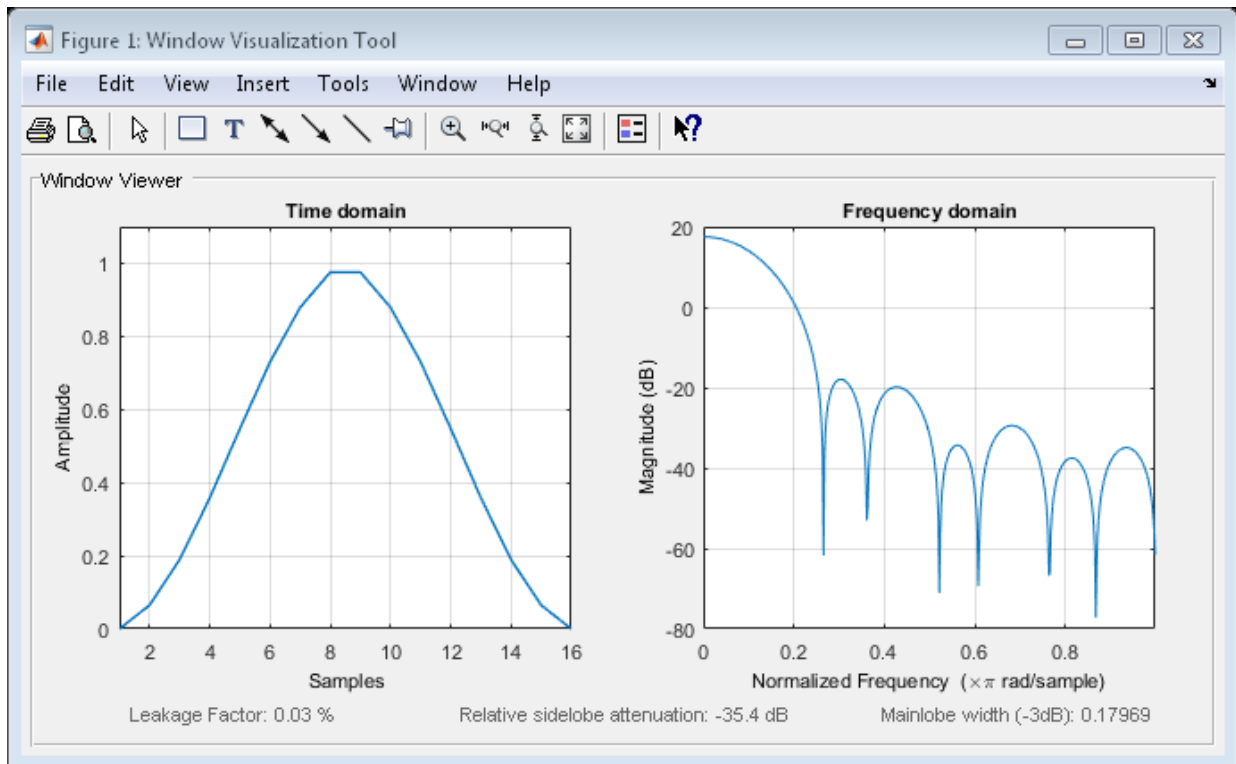 Figure 1: Window Visualization Tool
File Edit View Insert Tools Window Help
T
?
Window Viewer
Time domain
1
0.8
0.6
0.4
0.2
0
Amplitude
2 4 6 8 10 12 14 16
Samples
Frequency domain
20
0
-20
-40
-60
-80
Magnitude (dB)
0 0.2 0.4 0.6 0.8
Normalized Frequency (×π rad/sample)
Leakage Factor: 0.03 %
Relative sidelobe attenuation: -35.4 dB
Mainlobe width (-3dB): 0.17969